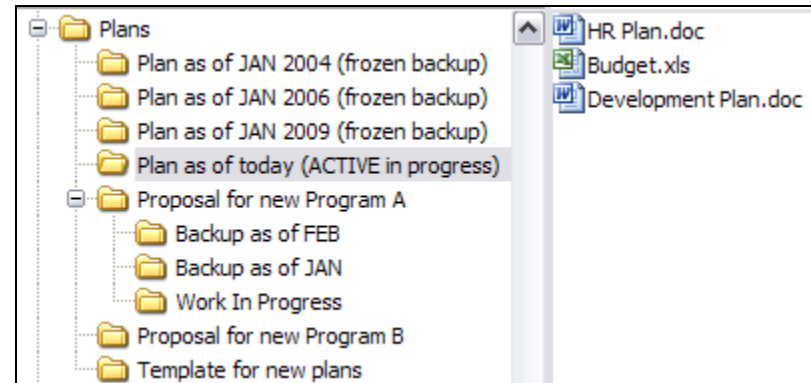 Plans
Plan as of JAN 2004 (frozen backup)
Plan as of JAN 2006 (frozen backup)
Plan as of JAN 2009 (frozen backup)
Plan as of today (ACTIVE in progress)
Proposal for new Program A
Backup as of FEB
Backup as of JAN
Work In Progress
Proposal for new Program B
Template for new plans
HR Plan.doc
Budget.xls
Development Plan.doc